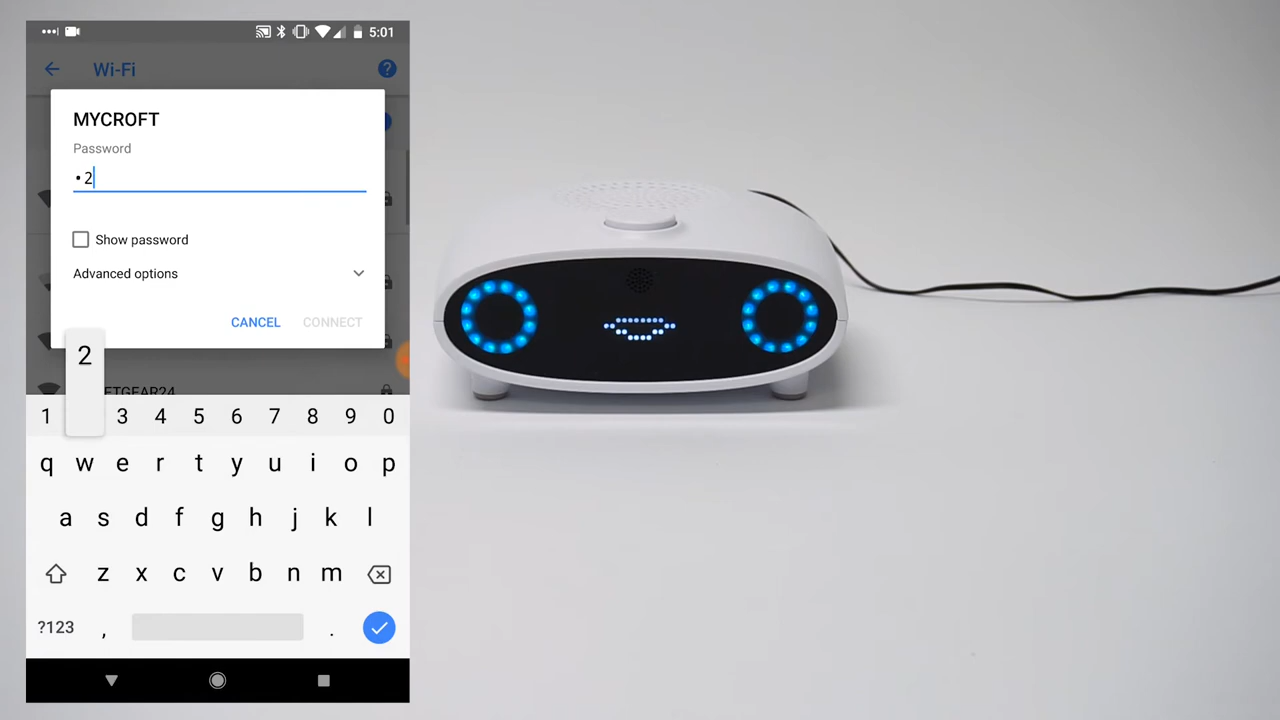 5:01
Wi-Fi
MYCROFT
Password
•2
Show password
Advanced options
CANCEL CONNECT
2
ETGEAR24
1 3 4 5 6 7 8 9 0
q w e r t y u i o p
a s d f g h j k l
z x c v b n m
?123 , .